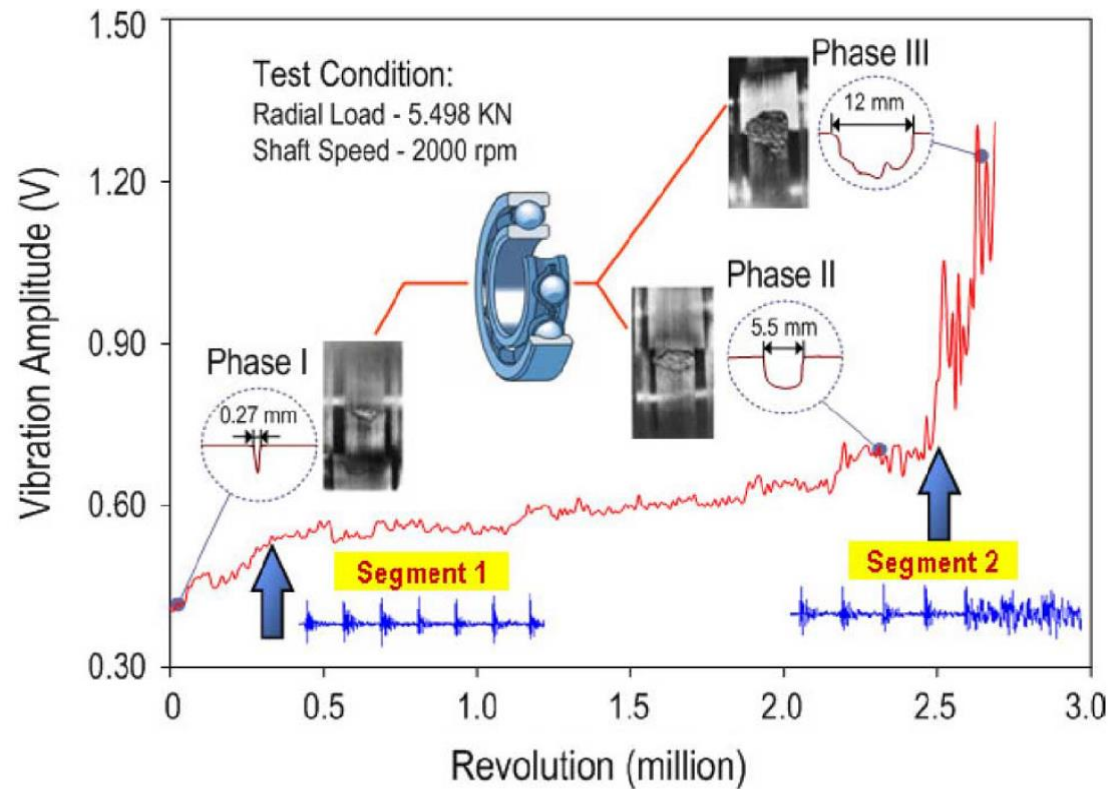 1.50
1.20
0.90
0.60
0.30
Vibration Amplitude (V)
Test Condition:
Radial Load - 5.498 KN
Shaft Speed - 2000 rpm
Phase III
12 mm
Phase II
5.5 mm
Phase I
0.27 mm
Segment 1
Segment 2
0
0.5
1.0
1.5
2.0
2.5
3.0
Revolution (million)